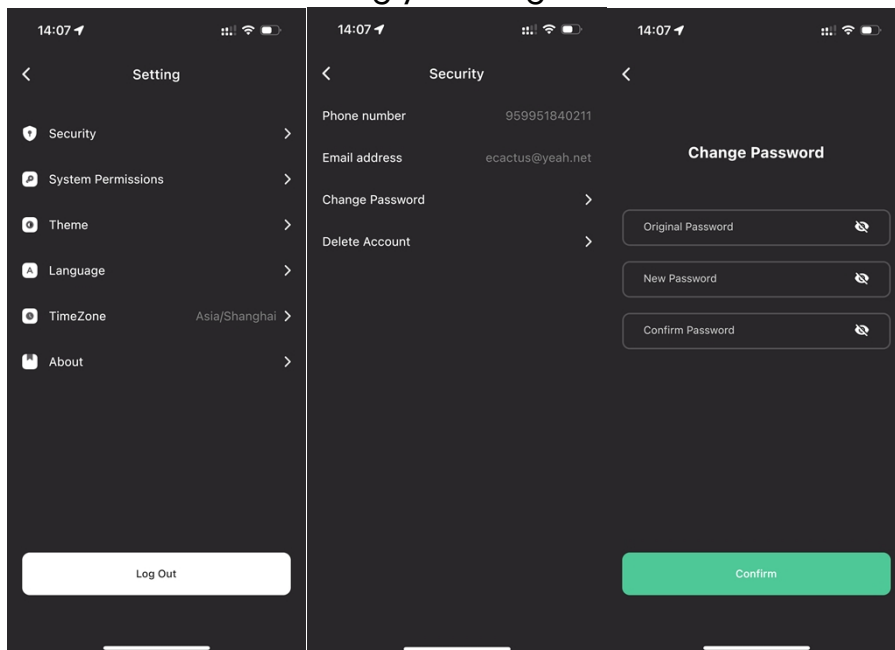 14:07
Setting
Security
System Permissions
Theme
Language
TimeZone Asia/Shanghai
About
Log Out
14:07
Security
Phone number 959951840211
Email address ecactus@yeah.net
Change Password
Delete Account
14:07
Change Password
Original Password
New Password
Confirm Password
Confirm